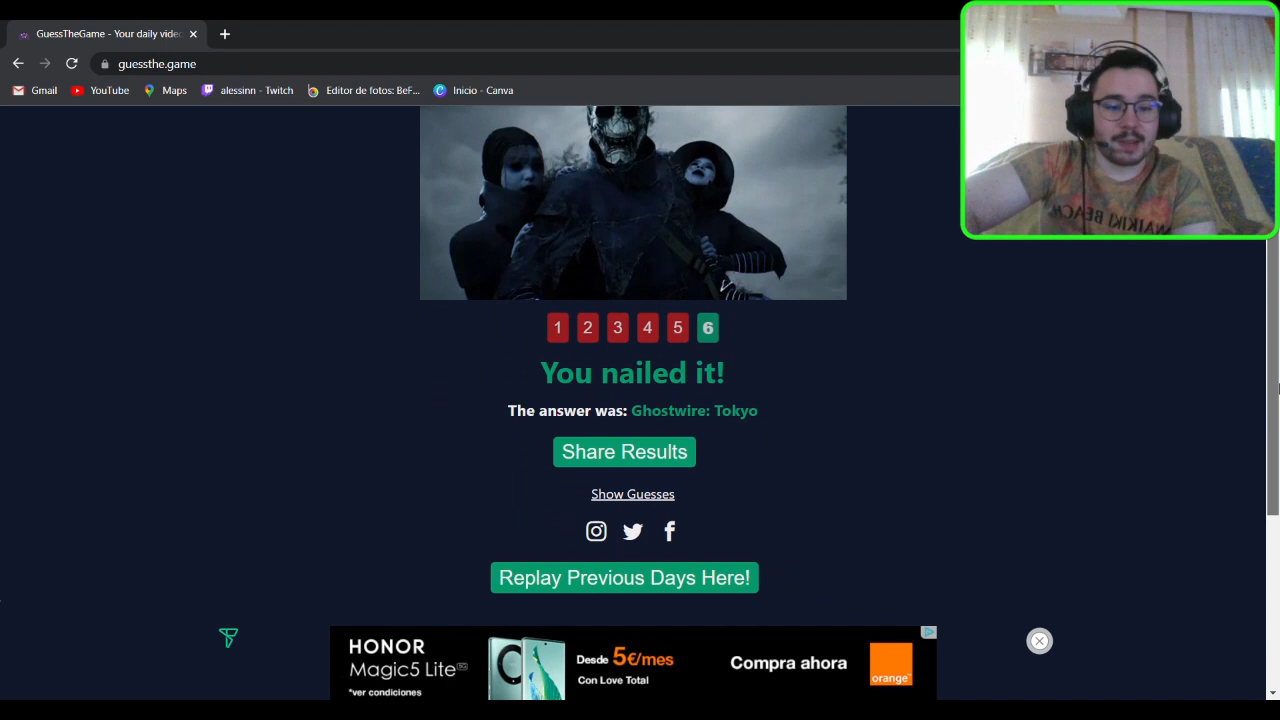 GuessTheGame - Your daily vide
guessthe.game
Gmail YouTube Maps alessinn - Twitch Editor de fotos: BeF... Inicio - Canva
WAIKIKI BEACH
1 2 3 4 5 6
You nailed it!
The answer was: Ghostwire: Tokyo
Share Results
Show Guesses
Replay Previous Days Here!
HONOR
Magic5 Lite 5G
*ver condiciones
Desde 5€/mes
Con Love Total
Compra ahora
orange™